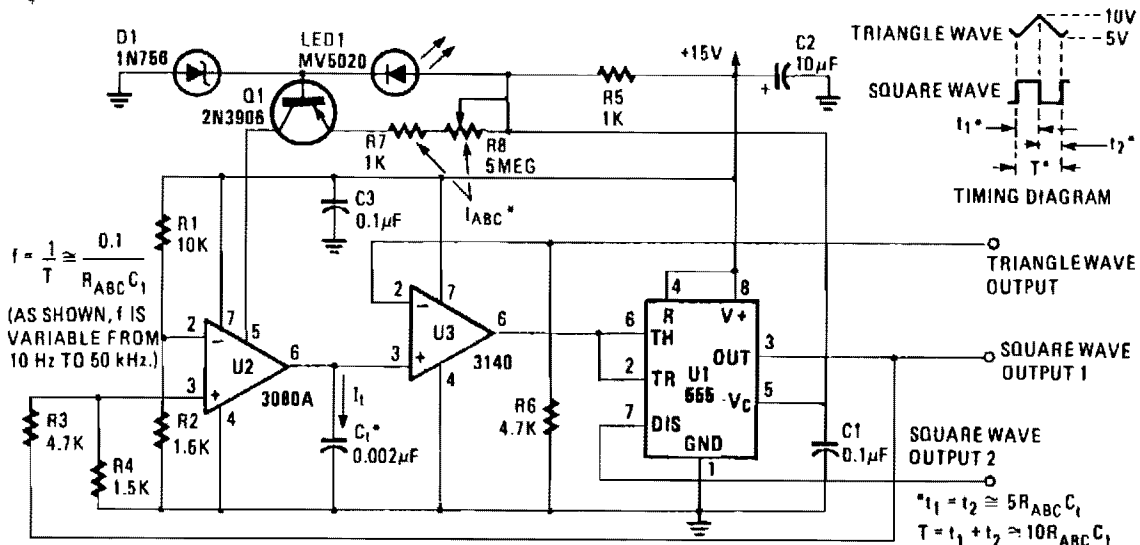 D1
1N756
LED1
MV5020
Q1
2N3906
R7
1K
R8
5MEG
R5
1K
+15V
C2
10µF
+
TRIANGLE WAVE
10V
5V
SQUARE WAVE
t1*
t2*
T*
TIMING DIAGRAM
R1
10K
C3
0.1µF
IABC*
f = 1/T ≅ 0.1/RABC Ct
(AS SHOWN, f IS
VARIABLE FROM
10 Hz TO 50 kHz.)
2
−
7
5
U2
6
3
+
4
3080A
2
−
7
U3
6
3
+
4
3140
It
Ct*
0.002µF
R2
1.6K
R3
4.7K
R4
1.5K
R6
4.7K
4
8
R
V+
6
TH
2
TR
7
DIS
U1
555
OUT
3
VC
5
GND
1
C1
0.1µF
TRIANGLE WAVE
OUTPUT
SQUARE WAVE
OUTPUT 1
SQUARE WAVE
OUTPUT 2
*t1 = t2 ≅ 5RABC Ct
T = t1 + t2 ≃ 10RABC Ct